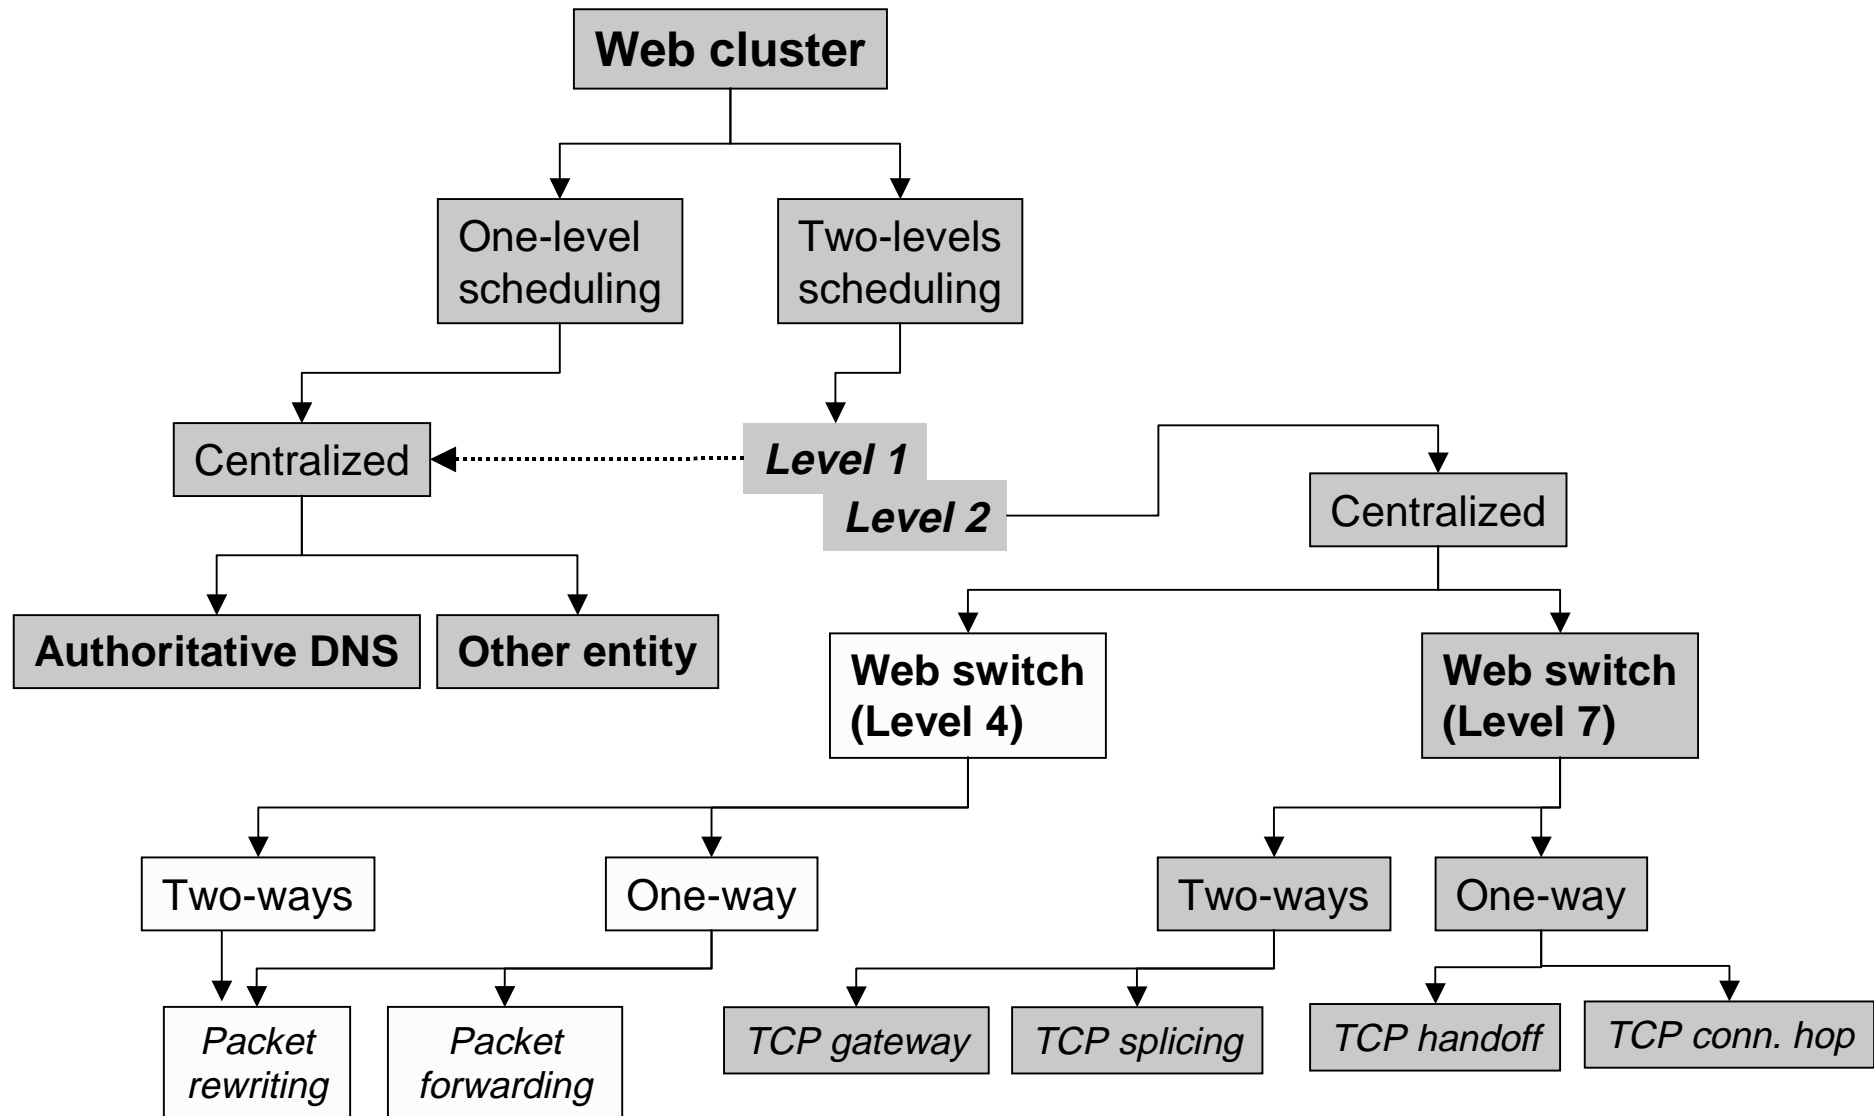 Web cluster
One-level
scheduling
Two-levels
scheduling
Centralized
Level 1
Level 2
Centralized
Authoritative DNS
Other entity
Web switch
(Level 4)
Web switch
(Level 7)
Two-ways
One-way
Two-ways
One-way
Packet
rewriting
Packet
forwarding
TCP gateway
TCP splicing
TCP handoff
TCP conn. hop